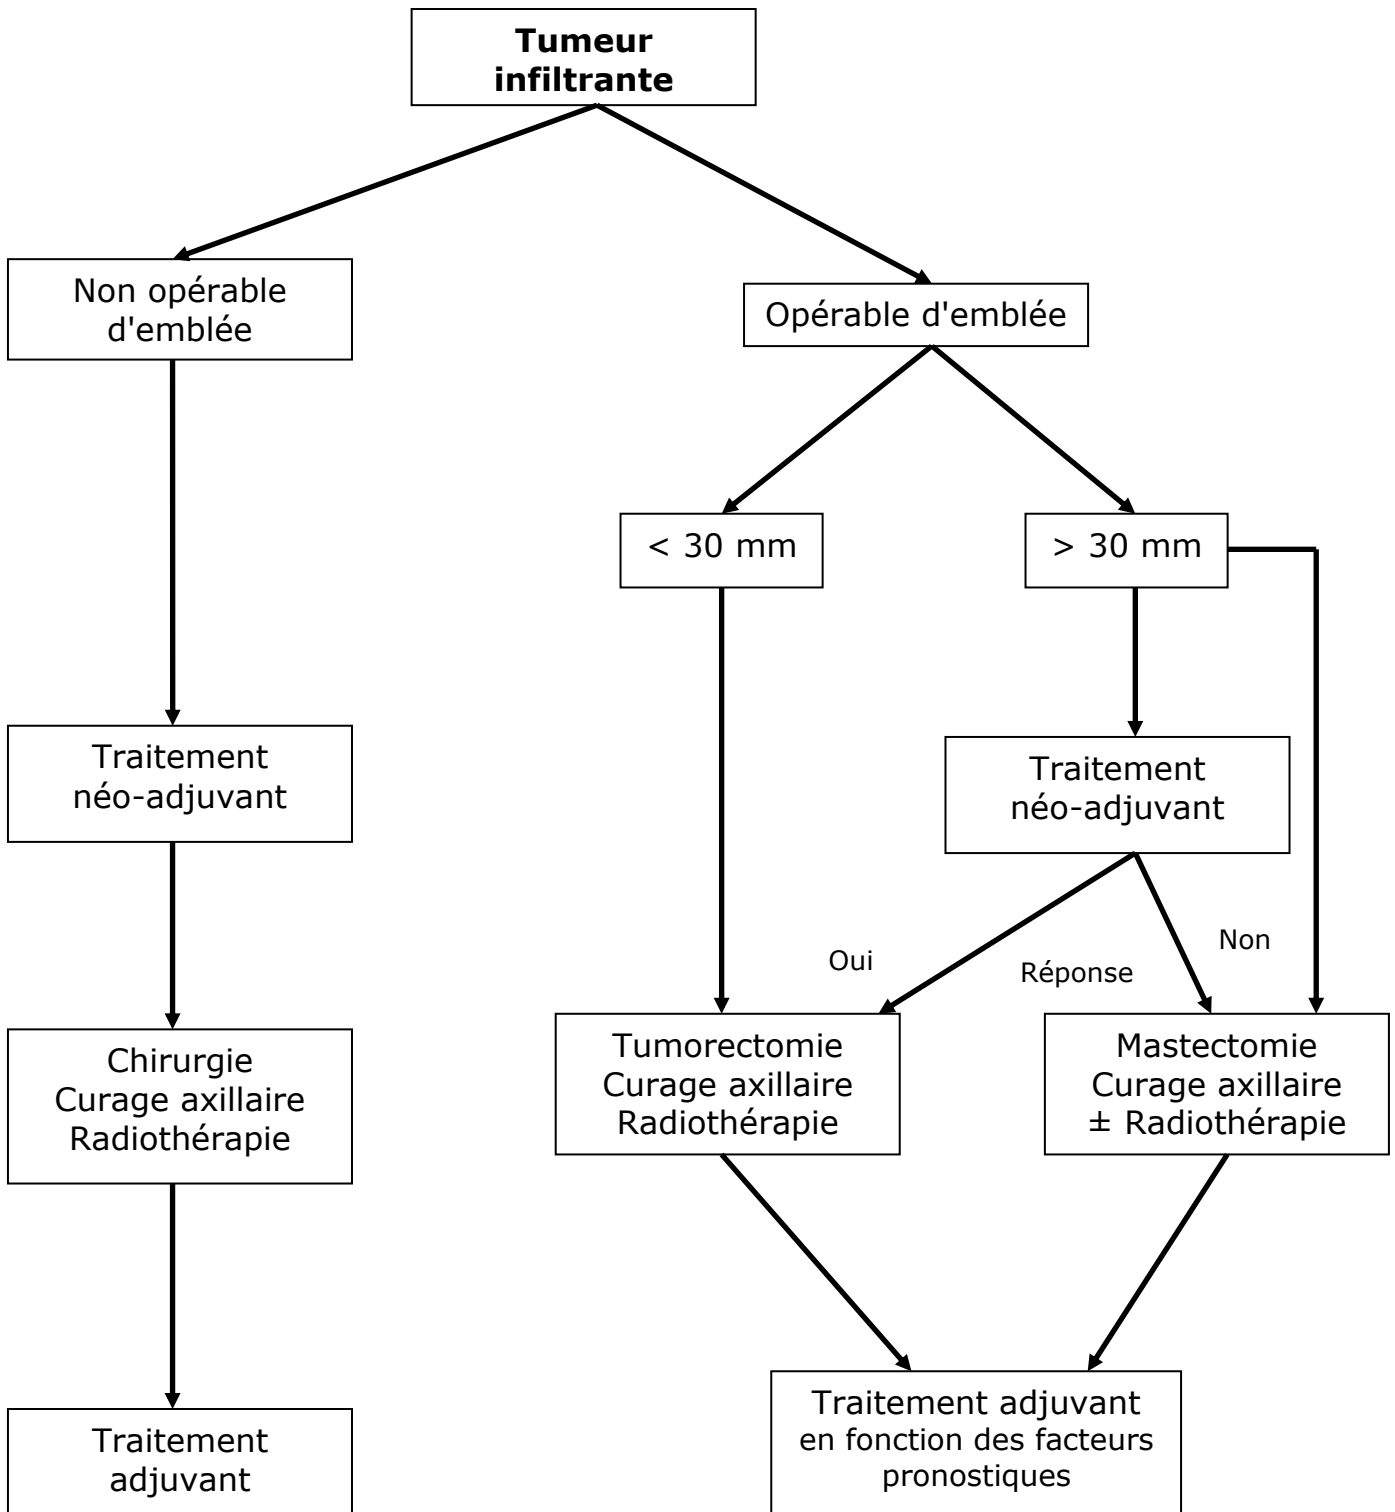 Tumeur
infiltrante
Non opérable
d'emblée
Opérable d'emblée
< 30 mm
> 30 mm
Traitement
néo-adjuvant
Traitement
néo-adjuvant
Oui
Réponse
Non
Chirurgie
Curage axillaire
Radiothérapie
Tumorectomie
Curage axillaire
Radiothérapie
Mastectomie
Curage axillaire
± Radiothérapie
Traitement
adjuvant
Traitement adjuvant
en fonction des facteurs
pronostiques